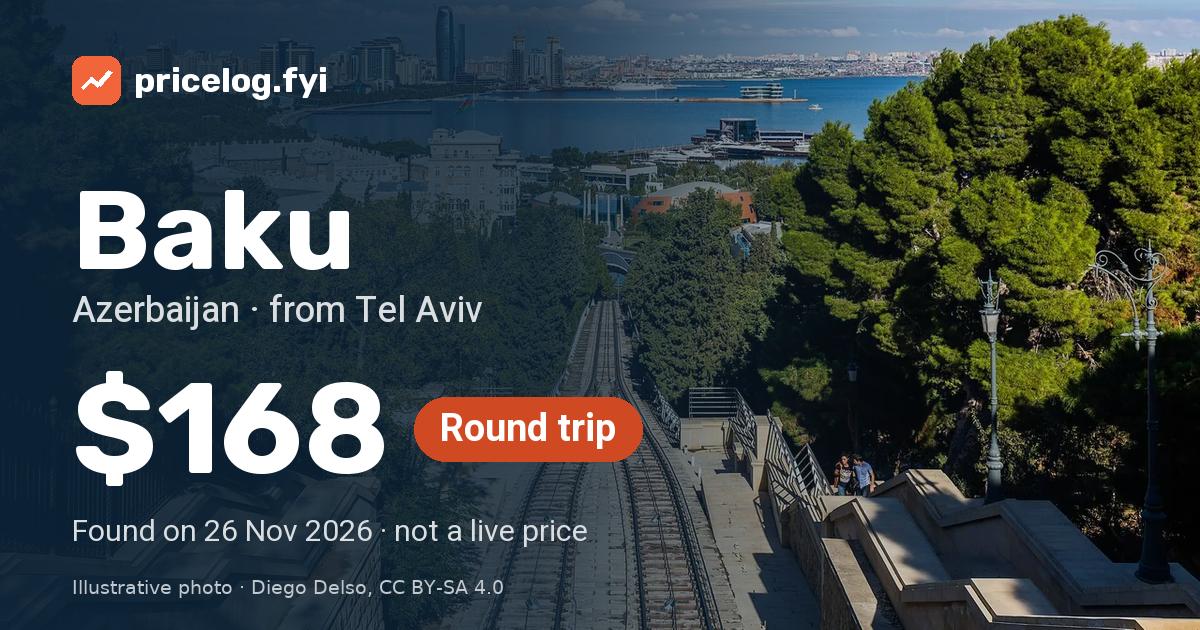 pricelog.fyi
Baku
Azerbaijan · from Tel Aviv
$168
Round trip
Found on 26 Nov 2026 · not a live price
Illustrative photo · Diego Delso, CC BY-SA 4.0